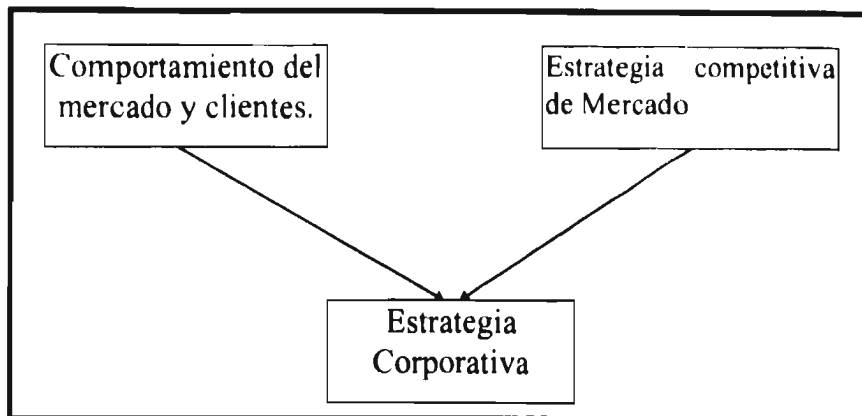 Comportamiento del
mercado y clientes.
Estrategia competitiva
de Mercado
Estrategia
Corporativa